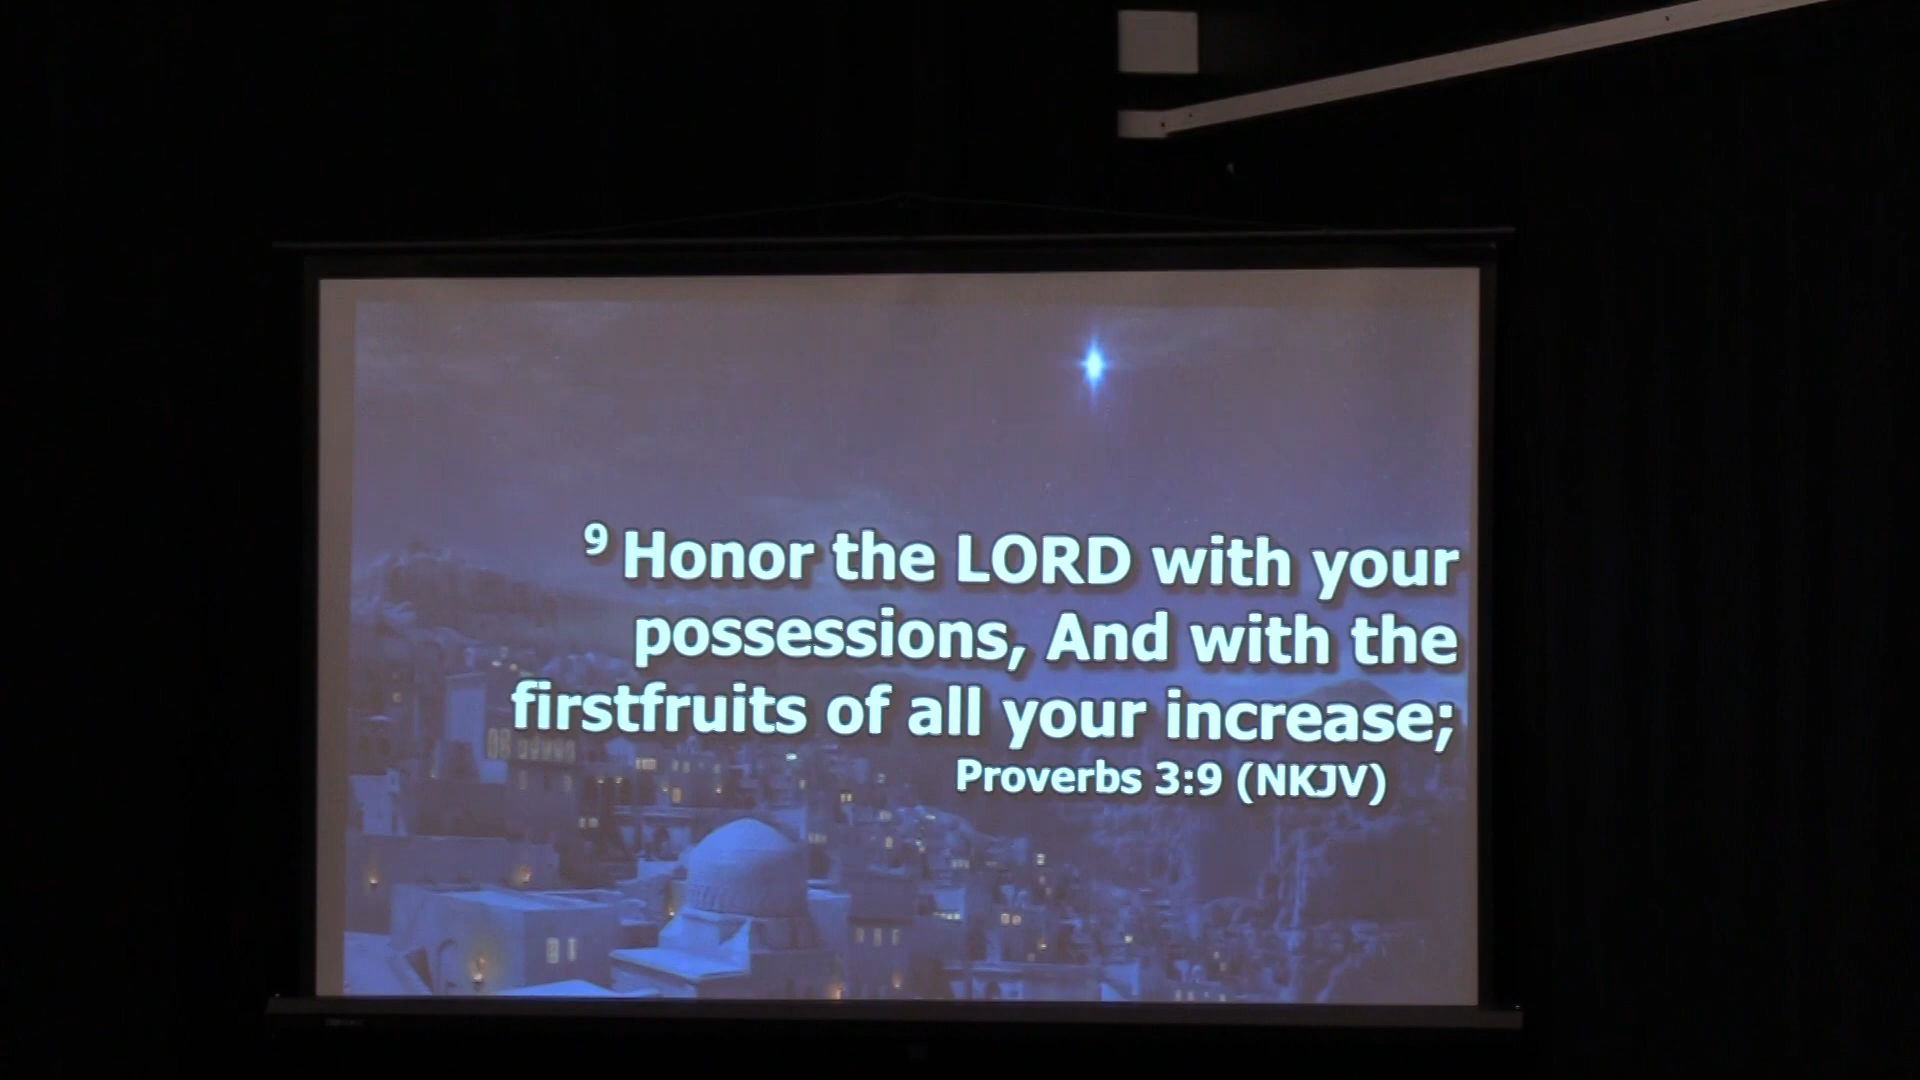 9 Honor the LORD with your
possessions, And with the
firstfruits of all your increase;
Proverbs 3:9 (NKJV)